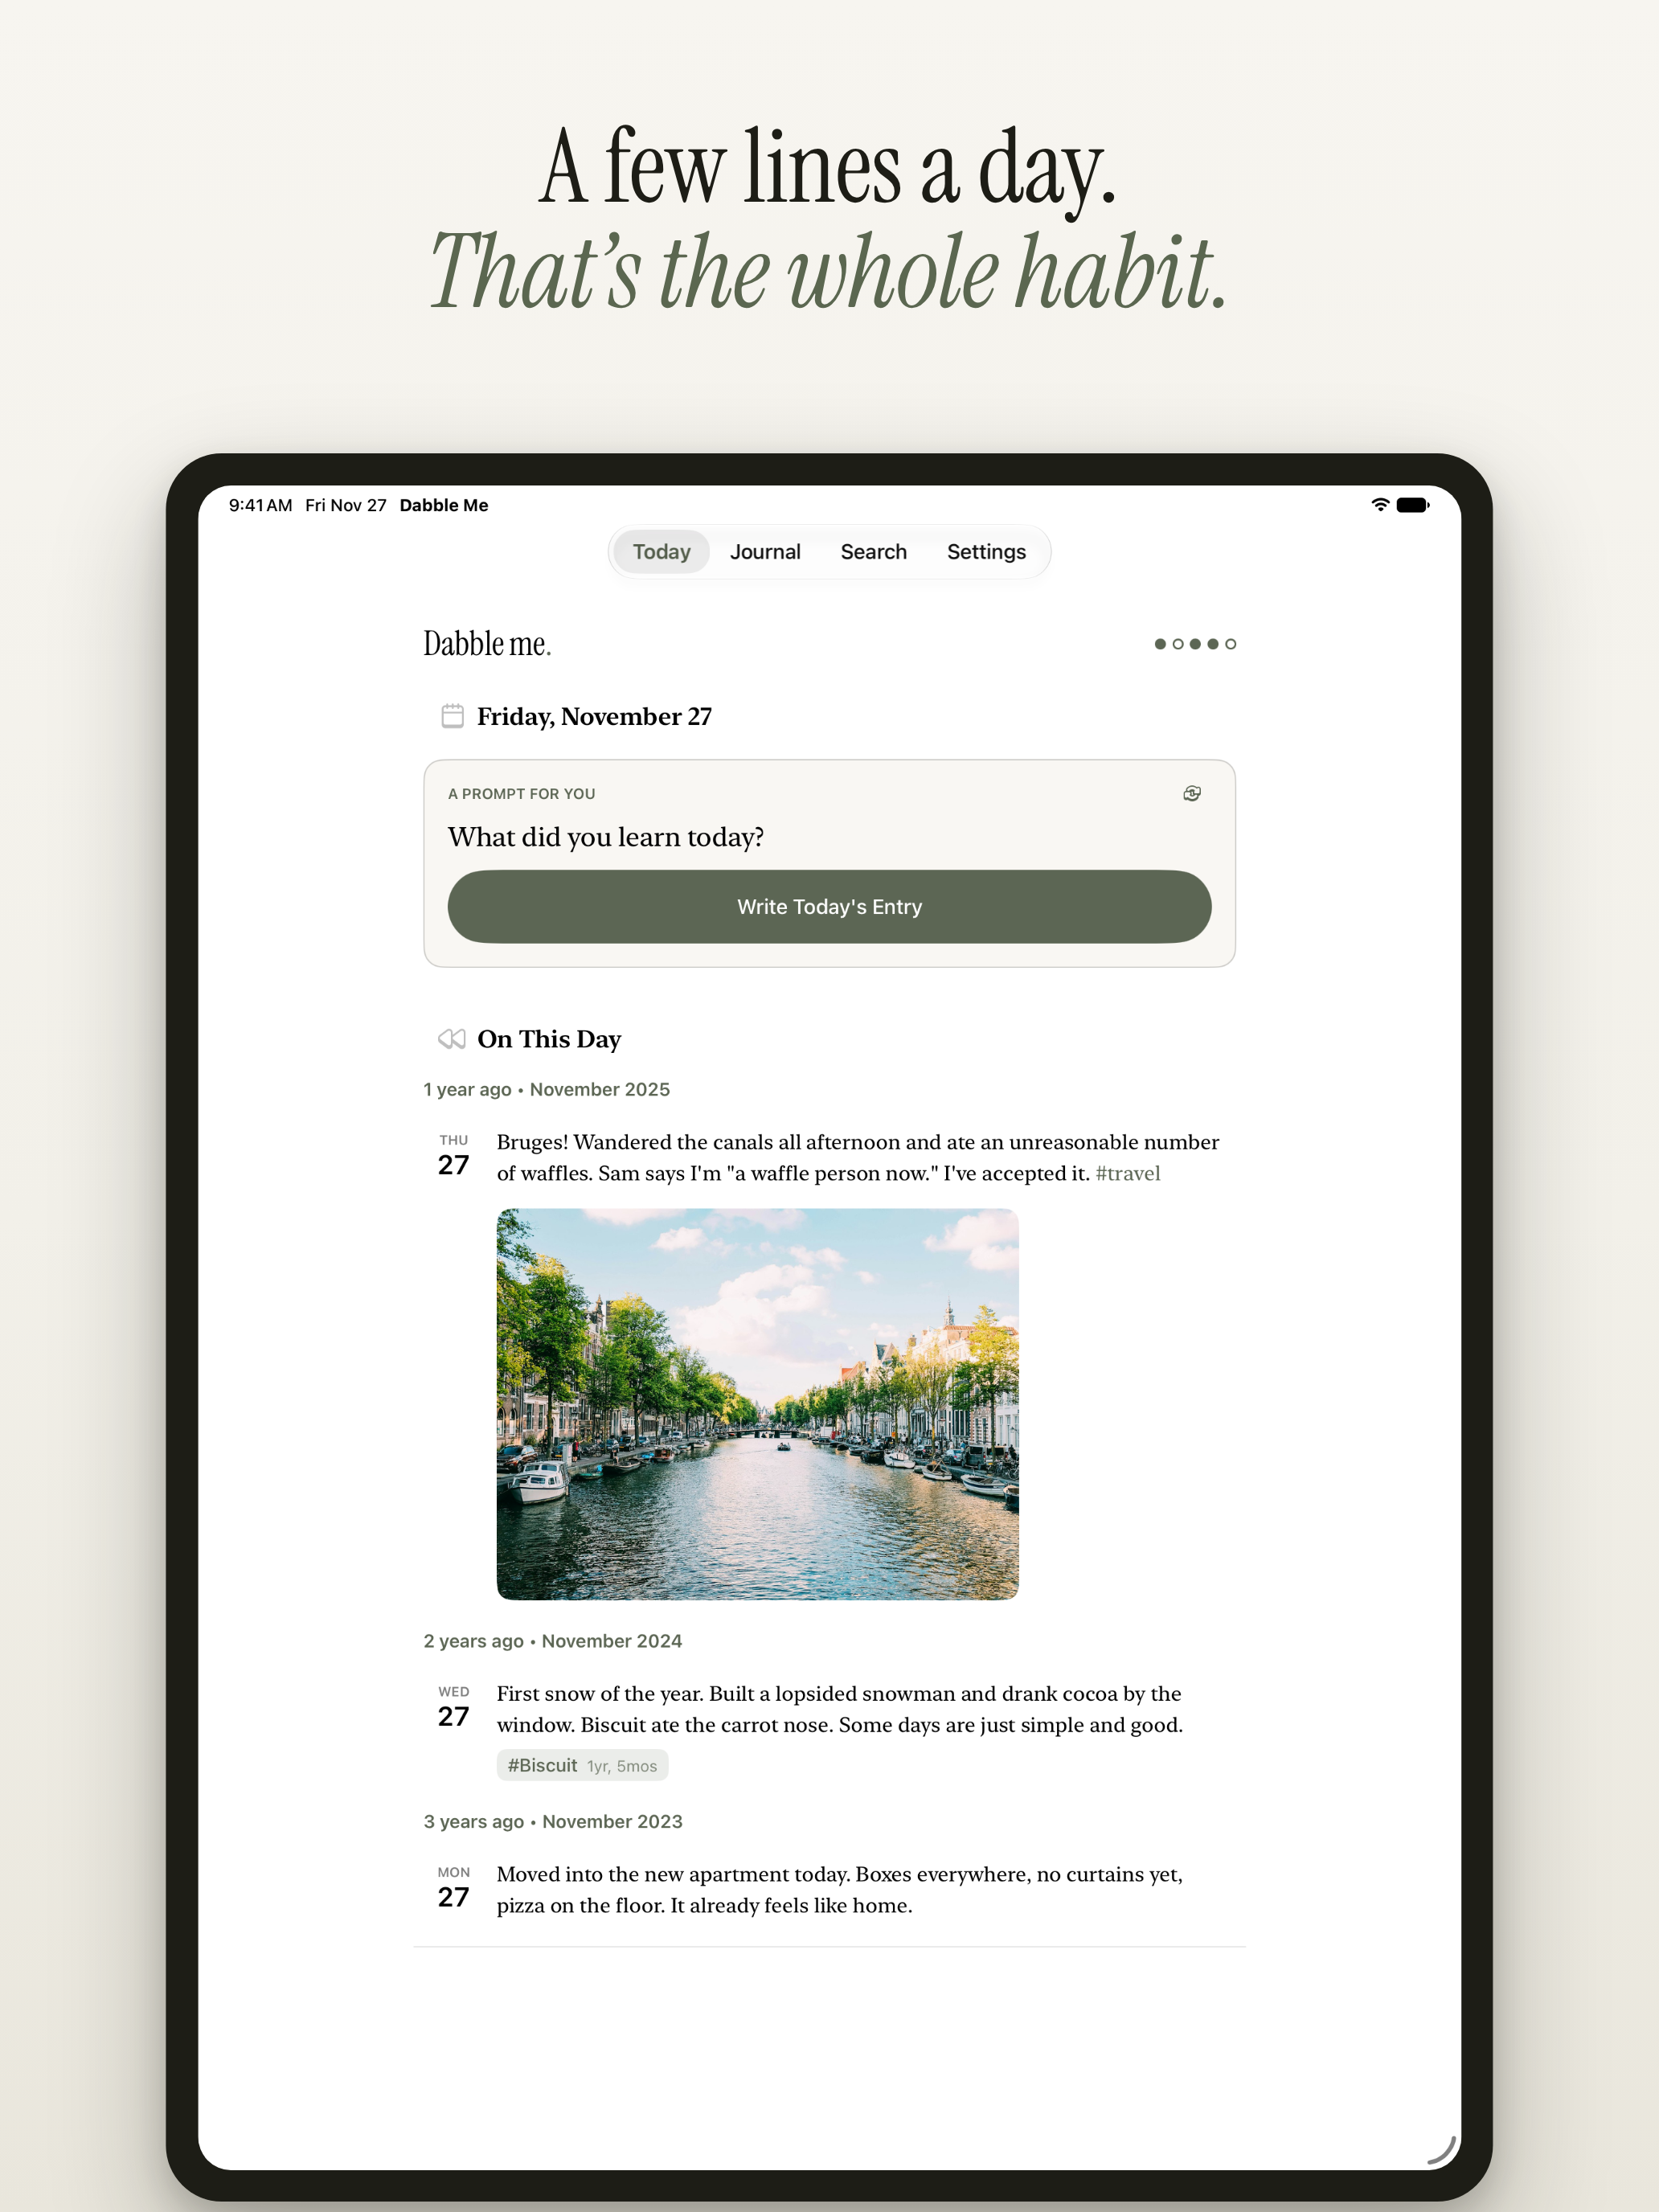 A few lines a day.
That’s the whole habit.
9:41 AM Fri Nov 27 Dabble Me
Today Journal Search Settings
Dabble me.
Friday, November 27
A PROMPT FOR YOU
What did you learn today?
Write Today's Entry
On This Day
1 year ago • November 2025
THU
27
Bruges! Wandered the canals all afternoon and ate an unreasonable number
of waffles. Sam says I'm "a waffle person now." I've accepted it. #travel
2 years ago • November 2024
WED
27
First snow of the year. Built a lopsided snowman and drank cocoa by the
window. Biscuit ate the carrot nose. Some days are just simple and good.
#Biscuit 1yr, 5mos
3 years ago • November 2023
MON
27
Moved into the new apartment today. Boxes everywhere, no curtains yet,
pizza on the floor. It already feels like home.